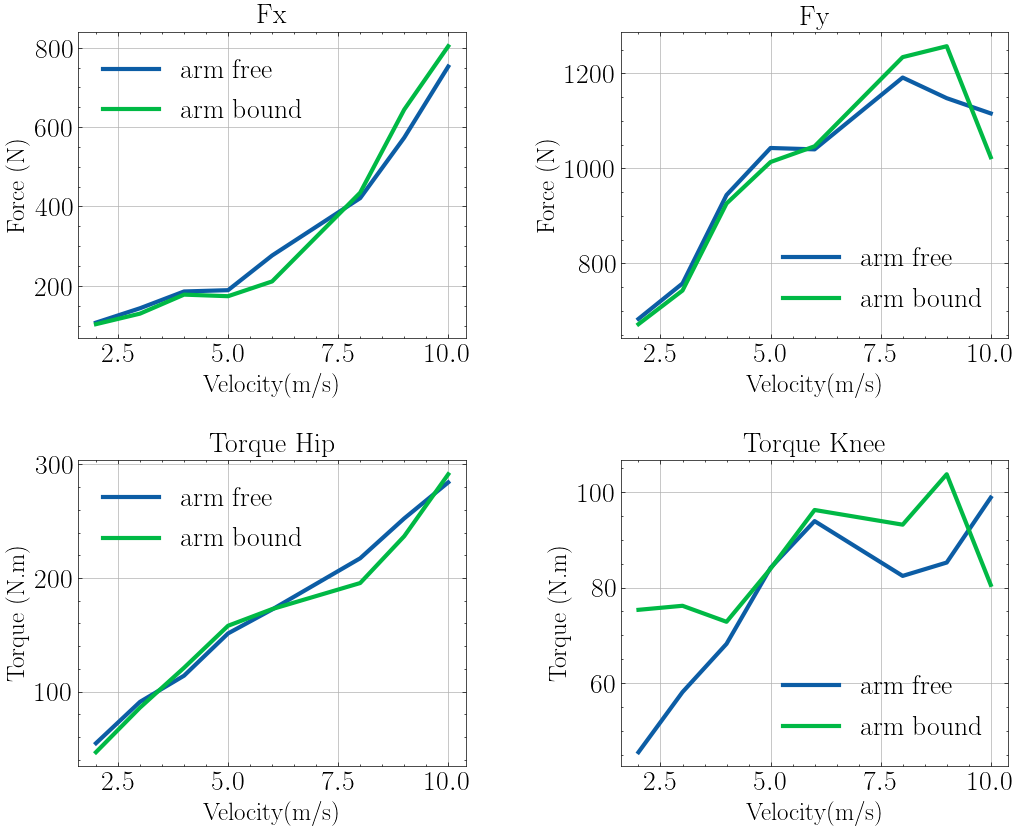 Fx
800
600
400
200
Force (N)
arm free
arm bound
2.5 5.0 7.5 10.0
Velocity(m/s)
Fy
1200
1000
800
Force (N)
arm free
arm bound
2.5 5.0 7.5 10.0
Velocity(m/s)
Torque Hip
300
200
100
Torque (N.m)
arm free
arm bound
2.5 5.0 7.5 10.0
Velocity(m/s)
Torque Knee
100
80
60
Torque (N.m)
arm free
arm bound
2.5 5.0 7.5 10.0
Velocity(m/s)